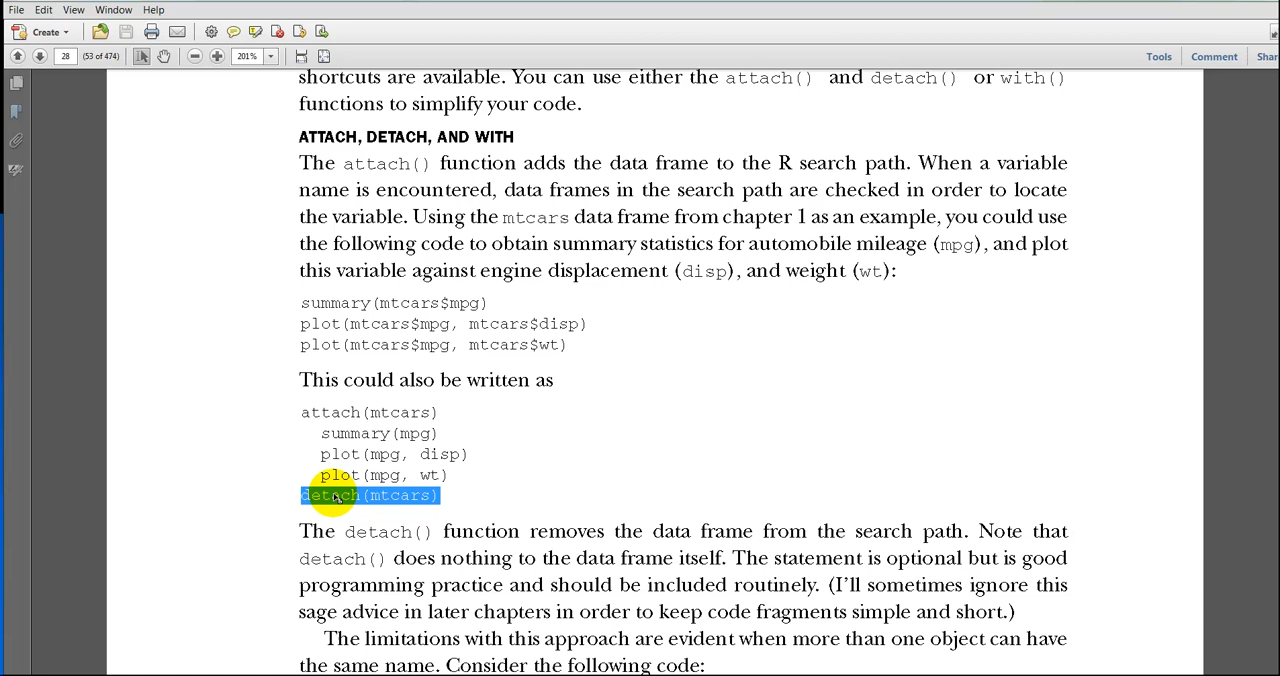 File Edit View Window Help
Create
28 (53 of 474) 201% Tools Comment Shar
shortcuts are available. You can use either the attach() and detach() or with()
functions to simplify your code.
ATTACH, DETACH, AND WITH
The attach() function adds the data frame to the R search path. When a variable
name is encountered, data frames in the search path are checked in order to locate
the variable. Using the mtcars data frame from chapter 1 as an example, you could use
the following code to obtain summary statistics for automobile mileage (mpg), and plot
this variable against engine displacement (disp), and weight (wt):
summary(mtcars$mpg)
plot(mtcars$mpg, mtcars$disp)
plot(mtcars$mpg, mtcars$wt)
This could also be written as
attach(mtcars)
summary(mpg)
plot(mpg, disp)
plot(mpg, wt)
detach(mtcars)
The detach() function removes the data frame from the search path. Note that
detach() does nothing to the data frame itself. The statement is optional but is good
programming practice and should be included routinely. (I'll sometimes ignore this
sage advice in later chapters in order to keep code fragments simple and short.)
The limitations with this approach are evident when more than one object can have
the same name. Consider the following code: